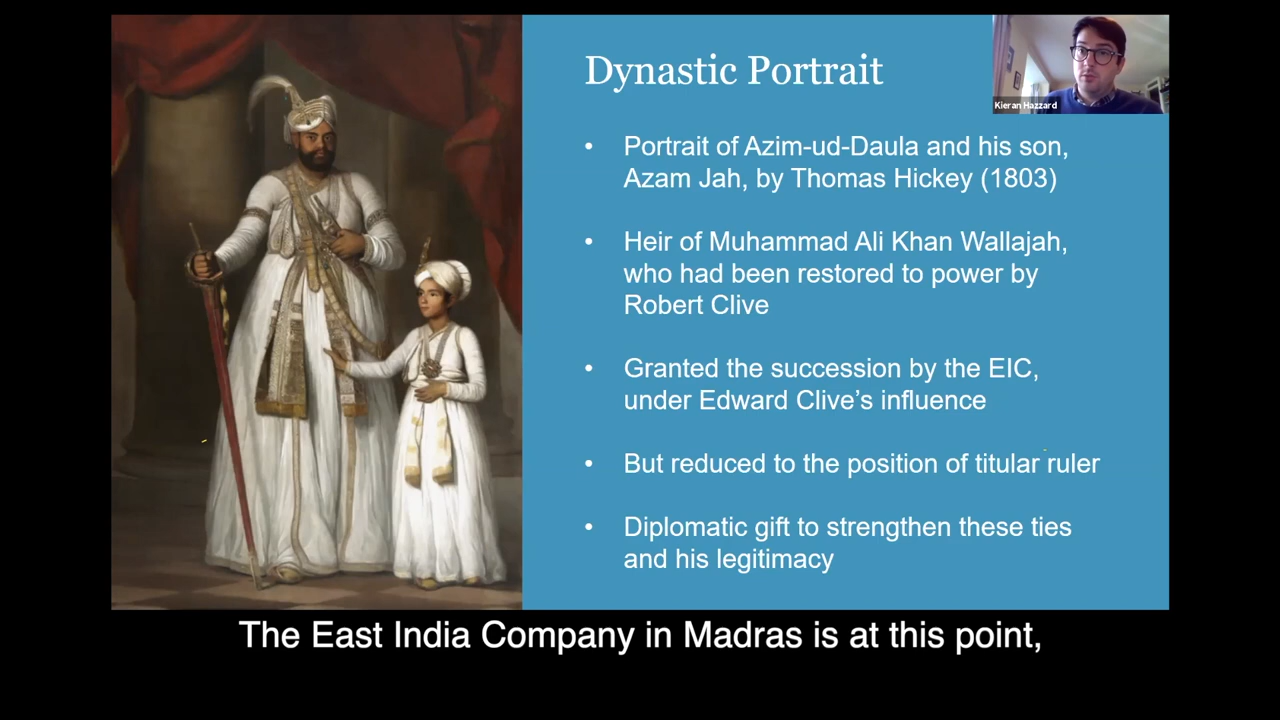 Dynastic Portrait
Kieran Hazzard
• Portrait of Azim-ud-Daula and his son,
Azam Jah, by Thomas Hickey (1803)
• Heir of Muhammad Ali Khan Wallajah,
who had been restored to power by
Robert Clive
• Granted the succession by the EIC,
under Edward Clive’s influence
• But reduced to the position of titular ruler
• Diplomatic gift to strengthen these ties
and his legitimacy
The East India Company in Madras is at this point,